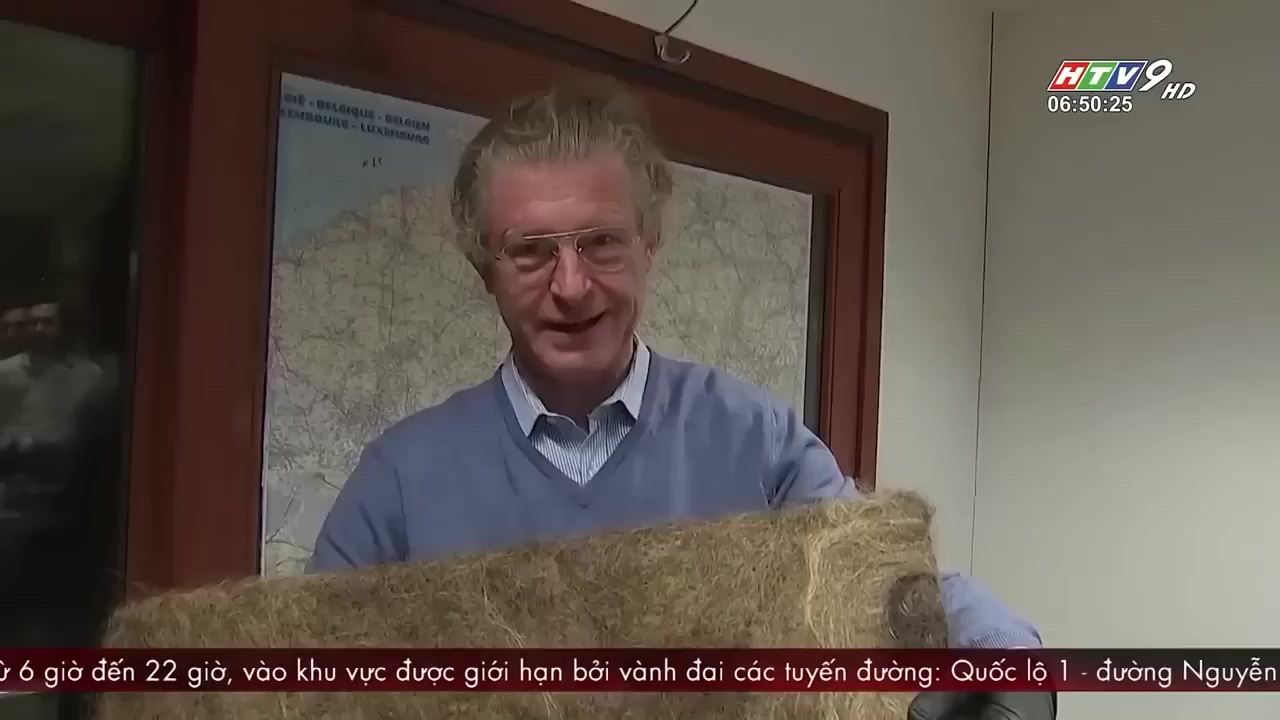 HTV9 HD
06:50:25
GIË - BELGIQUE - BELGIEN
EMBOURG - LUXEMBURG
6 giờ đến 22 giờ, vào khu vực được giới hạn bởi vành đai các tuyến đường: Quốc lộ 1 - đường Nguyễn